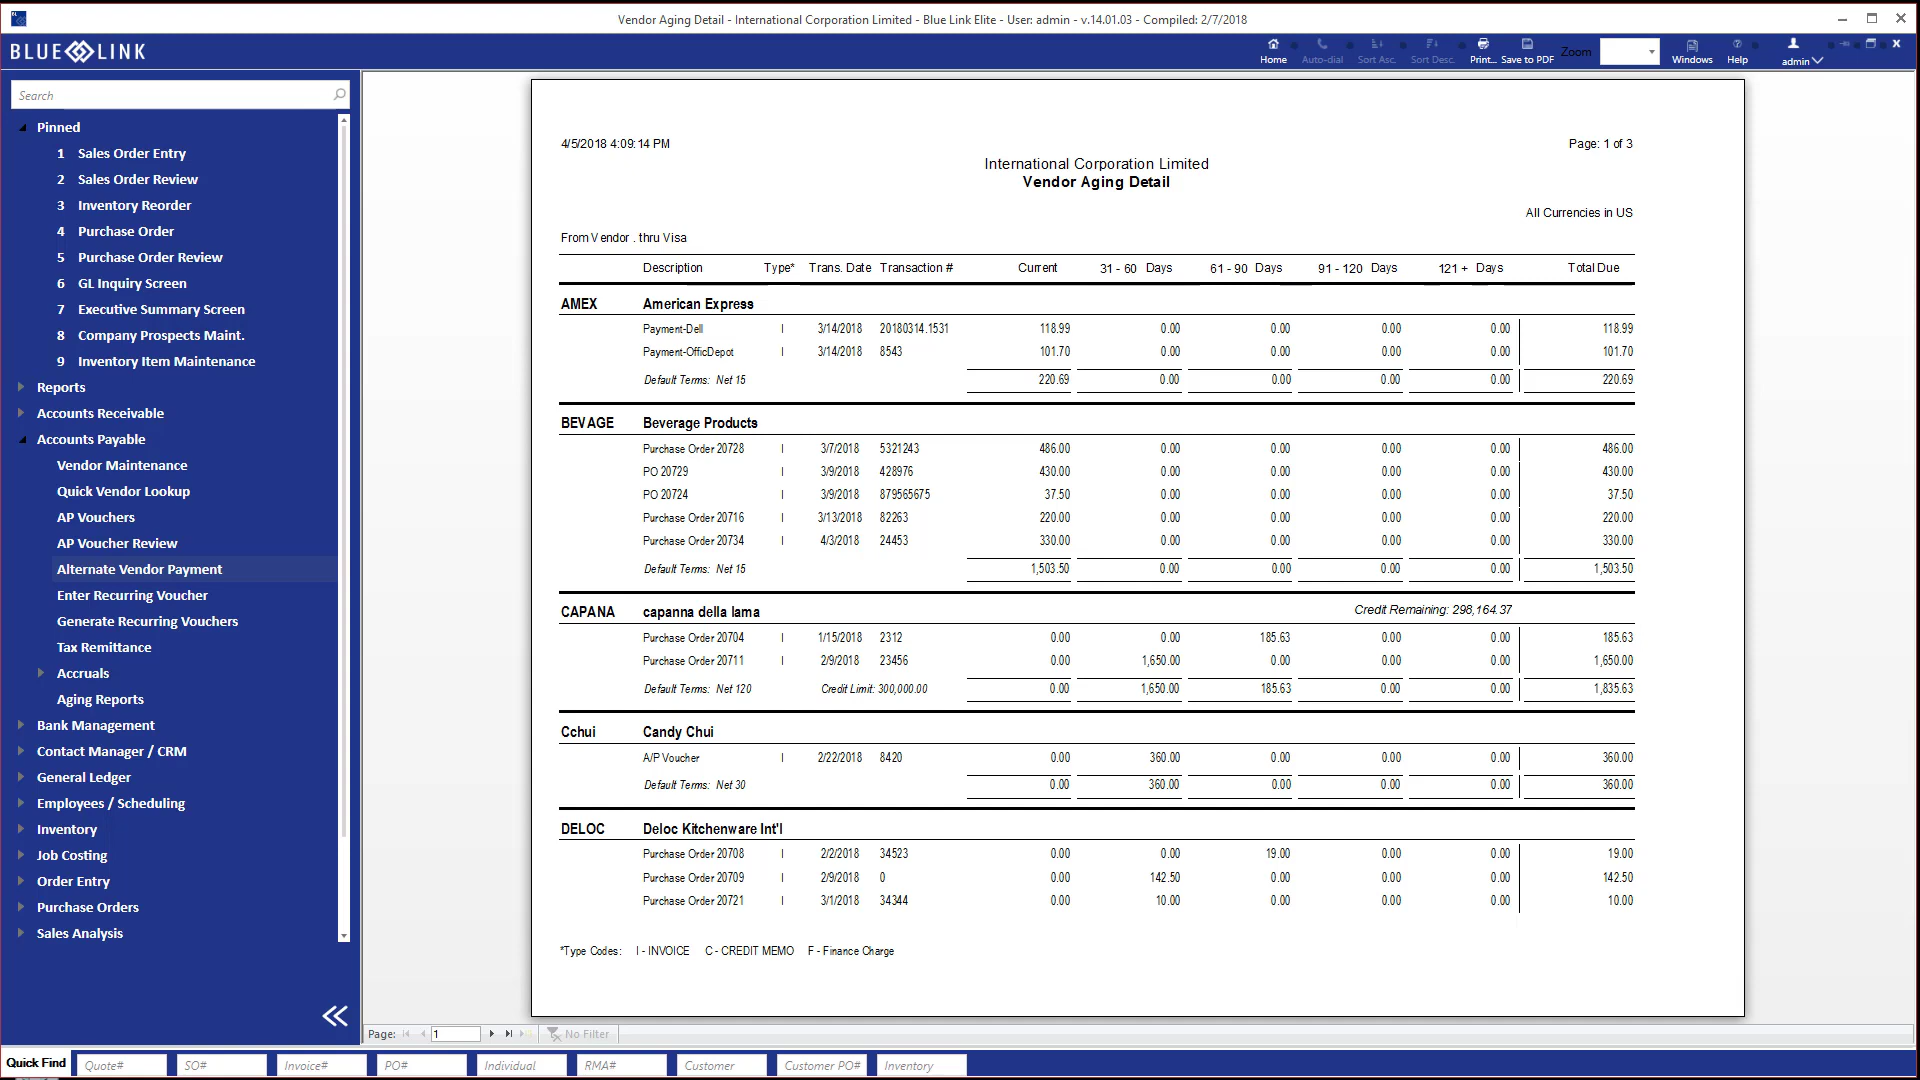 Vendor Aging Detail - International Corporation Limited - Blue Link Elite - User: admin - v.14.01.03 - Compiled: 2/7/2018
BLUE LINK
Home Auto-dial Sort Asc. Sort Desc. Print... Save to PDF Zoom Windows Help admin
Search
Pinned
1 Sales Order Entry
2 Sales Order Review
3 Inventory Reorder
4 Purchase Order
5 Purchase Order Review
6 GL Inquiry Screen
7 Executive Summary Screen
8 Company Prospects Maint.
9 Inventory Item Maintenance
Reports
Accounts Receivable
Accounts Payable
Vendor Maintenance
Quick Vendor Lookup
AP Vouchers
AP Voucher Review
Alternate Vendor Payment
Enter Recurring Voucher
Generate Recurring Vouchers
Tax Remittance
Accruals
Aging Reports
Bank Management
Contact Manager / CRM
General Ledger
Employees / Scheduling
Inventory
Job Costing
Order Entry
Purchase Orders
Sales Analysis
4/5/2018 4:09:14 PM Page: 1 of 3
International Corporation Limited
Vendor Aging Detail
All Currencies in US
From Vendor . thru Visa
Description Type* Trans. Date Transaction # Current 31 - 60 Days 61 - 90 Days 91 - 120 Days 121 + Days Total Due
AMEX American Express
Payment-Dell I 3/14/2018 20180314.1531 118.99 0.00 0.00 0.00 0.00 118.99
Payment-OfficDepot I 3/14/2018 8543 101.70 0.00 0.00 0.00 0.00 101.70
Default Terms: Net 15 220.69 0.00 0.00 0.00 0.00 220.69
BEVAGE Beverage Products
Purchase Order 20728 I 3/7/2018 5321243 486.00 0.00 0.00 0.00 0.00 486.00
PO 20729 I 3/9/2018 428976 430.00 0.00 0.00 0.00 0.00 430.00
PO 20724 I 3/9/2018 879565675 37.50 0.00 0.00 0.00 0.00 37.50
Purchase Order 20716 I 3/13/2018 82263 220.00 0.00 0.00 0.00 0.00 220.00
Purchase Order 20734 I 4/3/2018 24453 330.00 0.00 0.00 0.00 0.00 330.00
Default Terms: Net 15 1,503.50 0.00 0.00 0.00 0.00 1,503.50
CAPANA capanna della lama Credit Remaining: 298,164.37
Purchase Order 20704 I 1/15/2018 2312 0.00 0.00 185.63 0.00 0.00 185.63
Purchase Order 20711 I 2/9/2018 23456 0.00 1,650.00 0.00 0.00 0.00 1,650.00
Default Terms: Net 120 Credit Limit: 300,000.00 0.00 1,650.00 185.63 0.00 0.00 1,835.63
Cchui Candy Chui
A/P Voucher I 2/22/2018 8420 0.00 360.00 0.00 0.00 0.00 360.00
Default Terms: Net 30 0.00 360.00 0.00 0.00 0.00 360.00
DELOC Deloc Kitchenware Int'l
Purchase Order 20708 I 2/2/2018 34523 0.00 0.00 19.00 0.00 0.00 19.00
Purchase Order 20709 I 2/9/2018 0 0.00 142.50 0.00 0.00 0.00 142.50
Purchase Order 20721 I 3/1/2018 34344 0.00 10.00 0.00 0.00 0.00 10.00
*Type Codes: I - INVOICE C - CREDIT MEMO F - Finance Charge
Page: 1 No Filter
Quick Find Quote# SO# Invoice# PO# Individual RMA# Customer Customer PO# Inventory